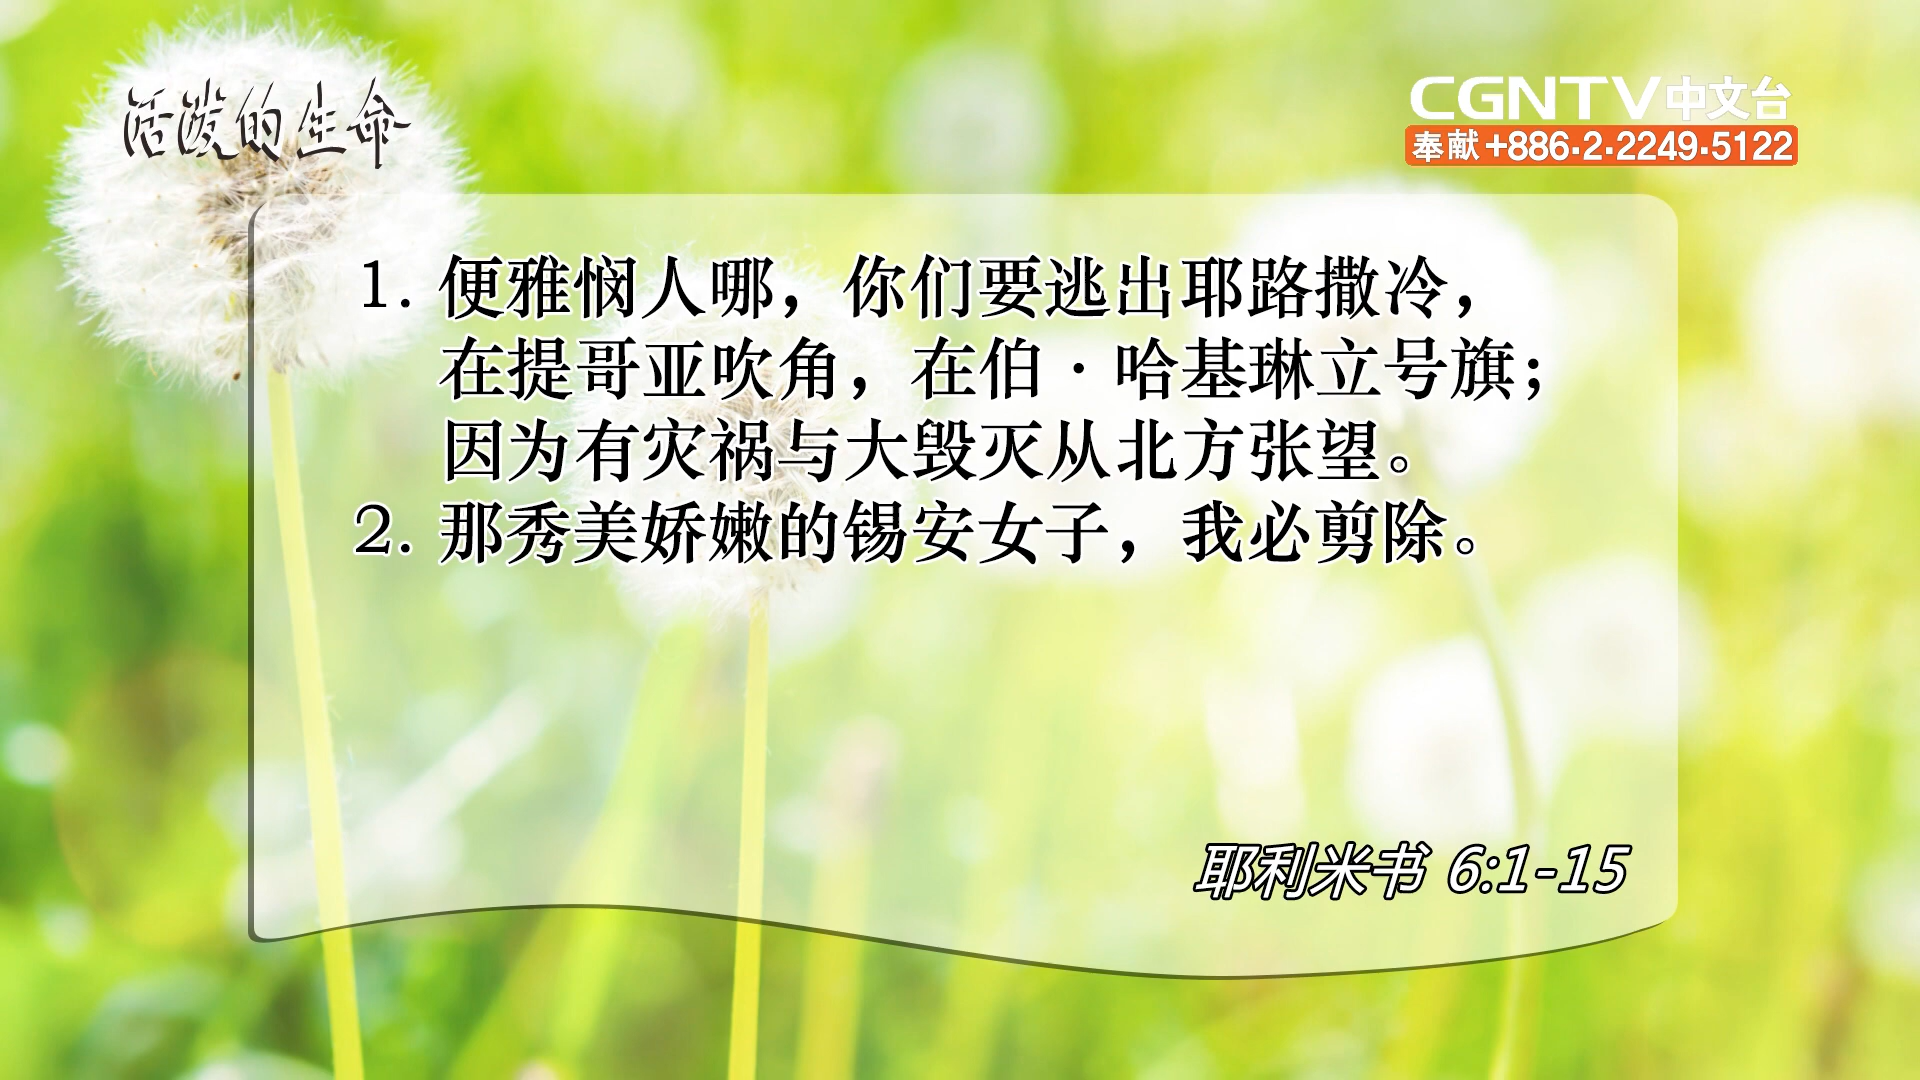 活泼的生命
CGNTV中文台
奉献+886·2·2249·5122
1. 便雅悯人哪，你们要逃出耶路撒冷，
在提哥亚吹角，在伯·哈基琳立号旗；
因为有灾祸与大毁灭从北方张望。
2. 那秀美娇嫩的锡安女子，我必剪除。
耶利米书 6:1-15